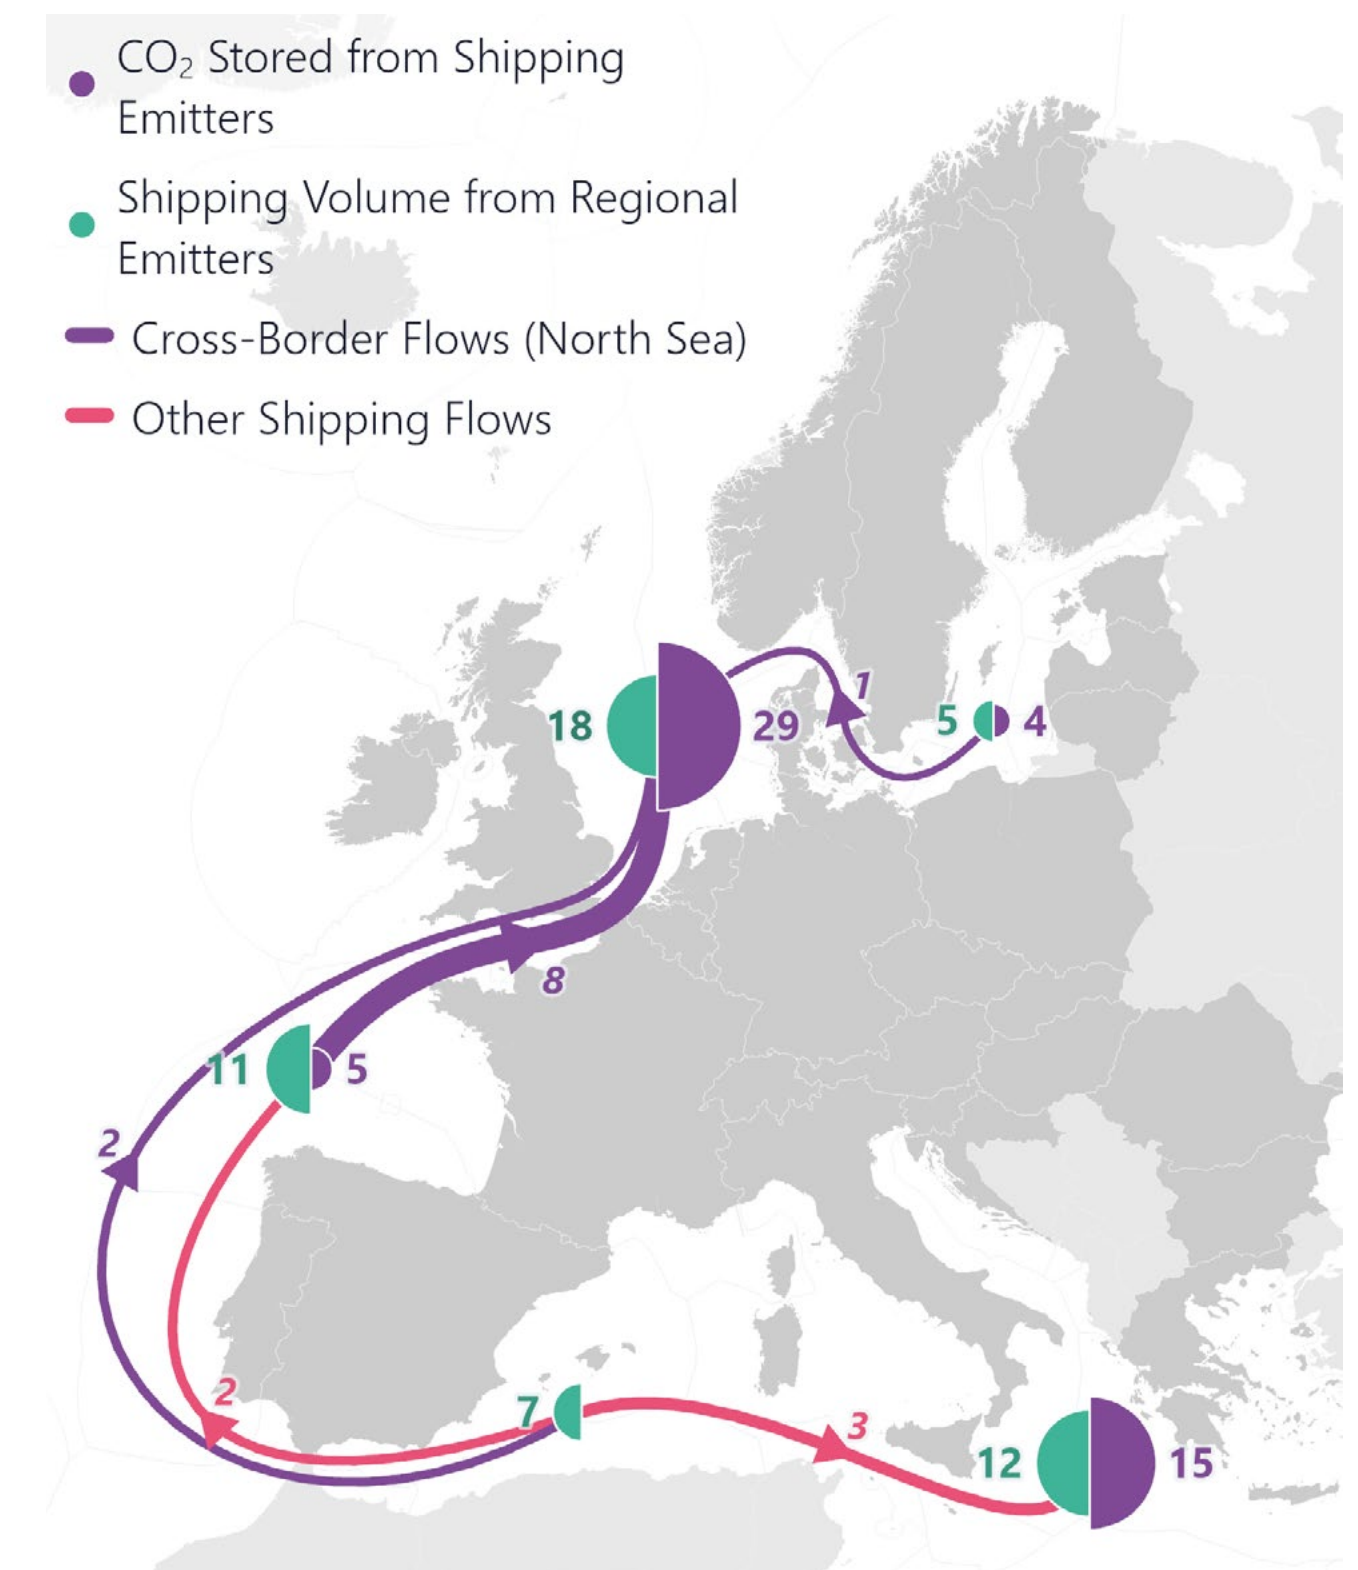 CO₂ Stored from Shipping
Emitters
Shipping Volume from Regional
Emitters
Cross-Border Flows (North Sea)
Other Shipping Flows
1
18
29
5
4
8
11
5
2
2
7
3
12
15